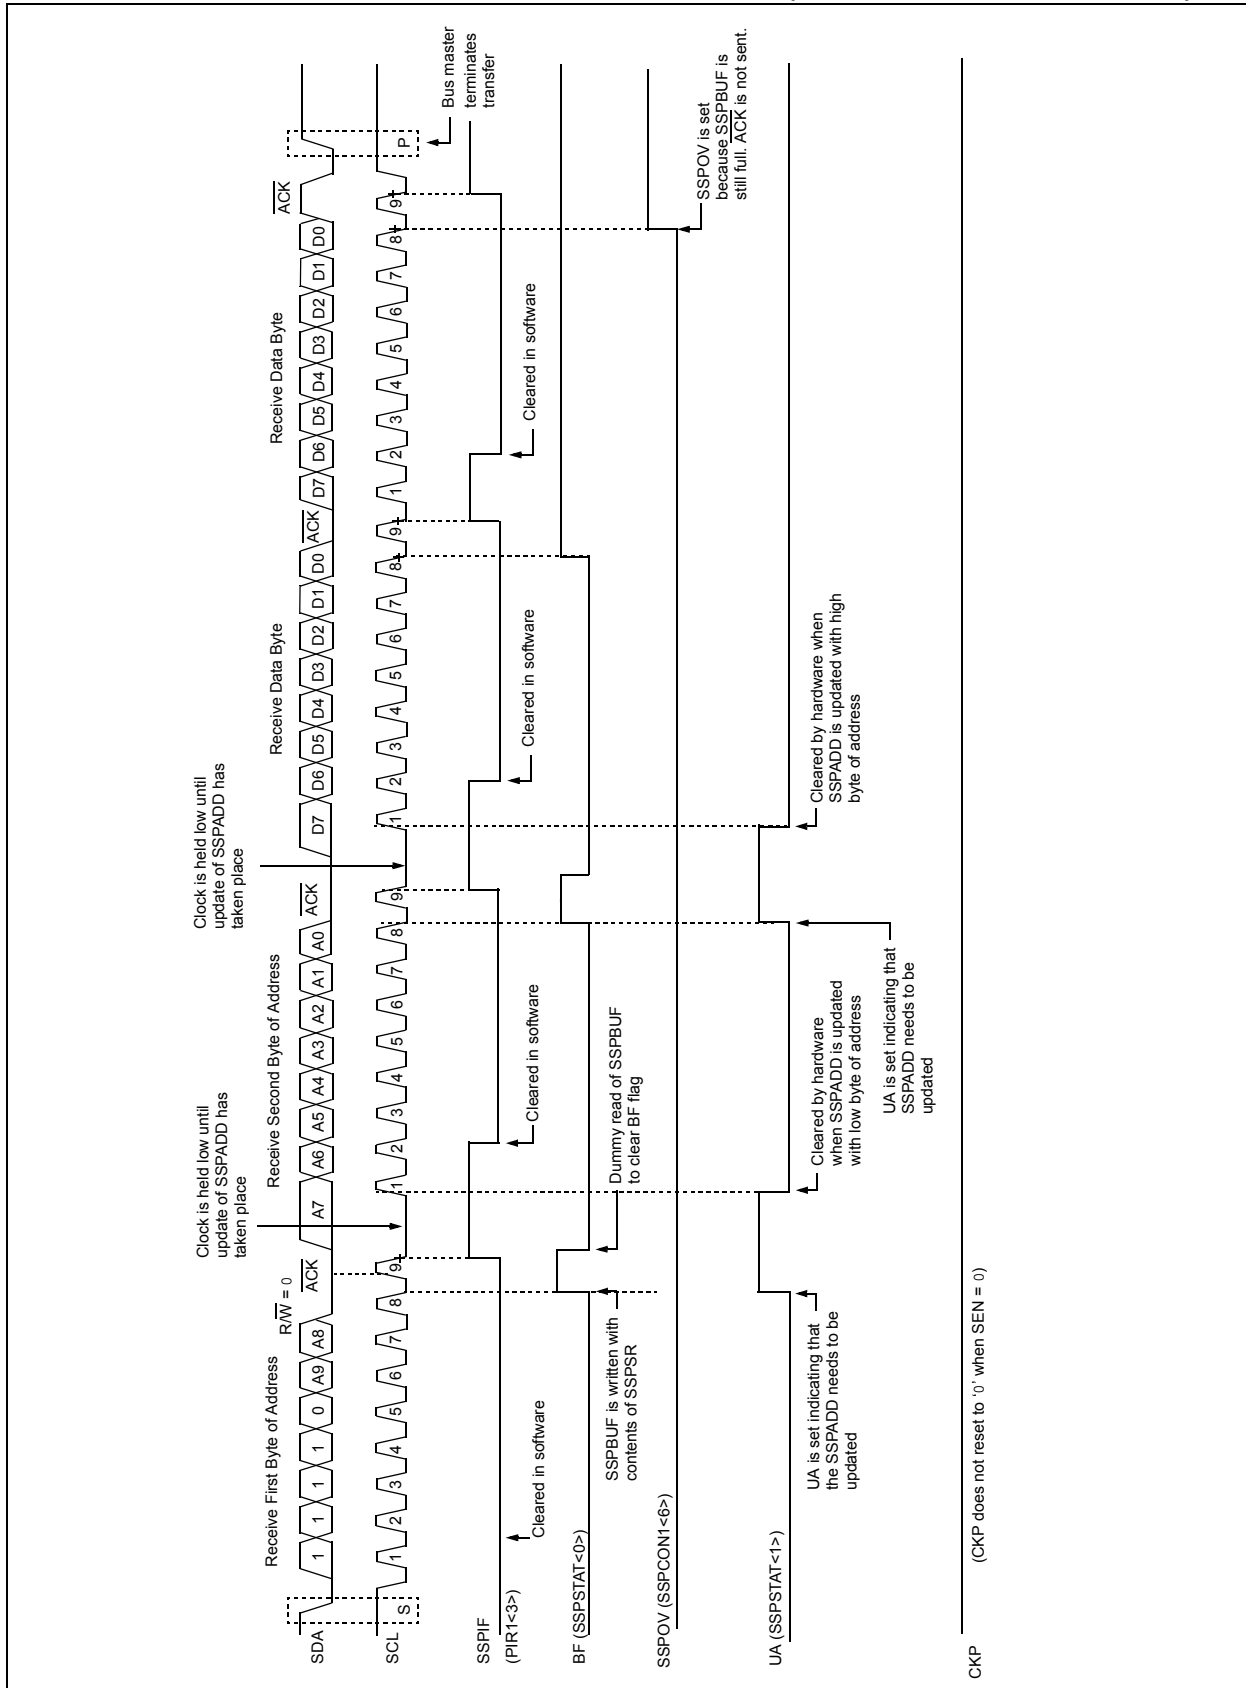 Clock is held low until
update of SSPADD has
taken place
Clock is held low until
update of SSPADD has
taken place
Receive First Byte of Address
R/W = 0
Receive Second Byte of Address
Receive Data Byte
Receive Data Byte
ACK
ACK
ACK
ACK
SDA
1 1 1 1 0 A9 A8
A7 A6 A5 A4 A3 A2 A1 A0
D7 D6 D5 D4 D3 D2 D1 D0
D7 D6 D5 D4 D3 D2 D1 D0
SCL
S
1 2 3 4 5 6 7 8 9
1 2 3 4 5 6 7 8 9
1 2 3 4 5 6 7 8 9
1 2 3 4 5 6 7 8 9
P
Bus master
terminates
transfer
SSPIF
(PIR1<3>)
Cleared in software
Cleared in software
Cleared in software
Cleared in software
BF (SSPSTAT<0>)
SSPBUF is written with
contents of SSPSR
Dummy read of SSPBUF
to clear BF flag
SSPOV (SSPCON1<6>)
SSPOV is set
because SSPBUF is
still full. ACK is not sent.
UA (SSPSTAT<1>)
UA is set indicating that
the SSPADD needs to be
updated
Cleared by hardware
when SSPADD is updated
with low byte of address
UA is set indicating that
SSPADD needs to be
updated
Cleared by hardware when
SSPADD is updated with high
byte of address
CKP
(CKP does not reset to ‘0’ when SEN = 0)